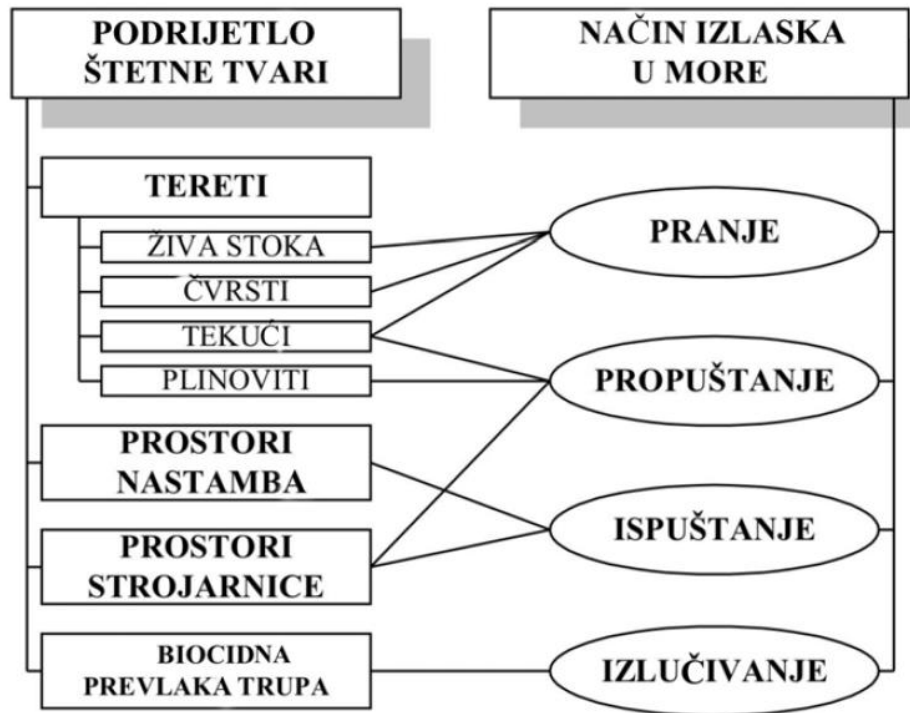 PODRIJETLO
ŠTETNE TVARI
NAČIN IZLASKA
U MORE
TERETI
ŽIVA STOKA
ČVRSTI
TEKUĆI
PLINOVITI
PROSTORI
NASTAMBA
PROSTORI
STROJARNICE
BIOCIDNA
PREVLAKA TRUPA
PRANJE
PROPUŠTANJE
ISPUŠTANJE
IZLUČIVANJE